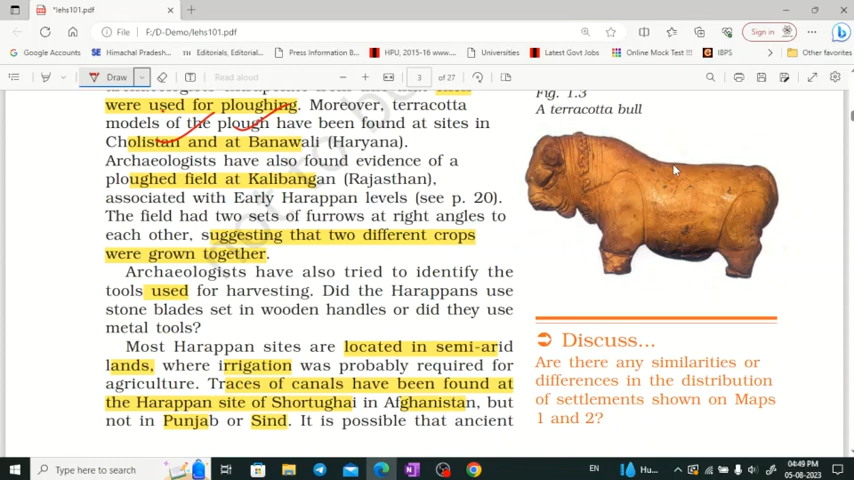 *lehs101.pdf
File | F:/D-Demo/lehs101.pdf
Sign in
Google
SEE
Himachal Pradesh...
Editorials, Editorial...
Press Information B...
HPU, 2015-16 www...
Universities
Latest Govt Jobs
Online Mock Test
IBPS
Other favorites
Draw
Read aloud
3 of 27
were used for ploughing. Moreover, terracotta
models of the plough have been found at sites in
Cholistan and at Banawali (Haryana).
Archaeologists have also found evidence of a
ploughed field at Kalibangan (Rajasthan),
associated with Early Harappan levels (see p. 20).
The field had two sets of furrows at right angles to
each other, suggesting that two different crops
were grown together.
Archaeologists have also tried to identify the
tools used for harvesting. Did the Harappans use
stone blades set in wooden handles or did they use
metal tools?
Most Harappan sites are located in semi-arid
lands, where irrigation was probably required for
agriculture. Traces of canals have been found at
the Harappan site of Shortughai in Afghanistan, but
not in Punjab or Sind. It is possible that ancient
Fig. 1.3
A terracotta bull
Discuss...
Are there any similarities or
differences in the distribution
of settlements shown on Maps
1 and 2?
not to be
Type here to search
Hu...
EN
04:49 PM
05-08-2023